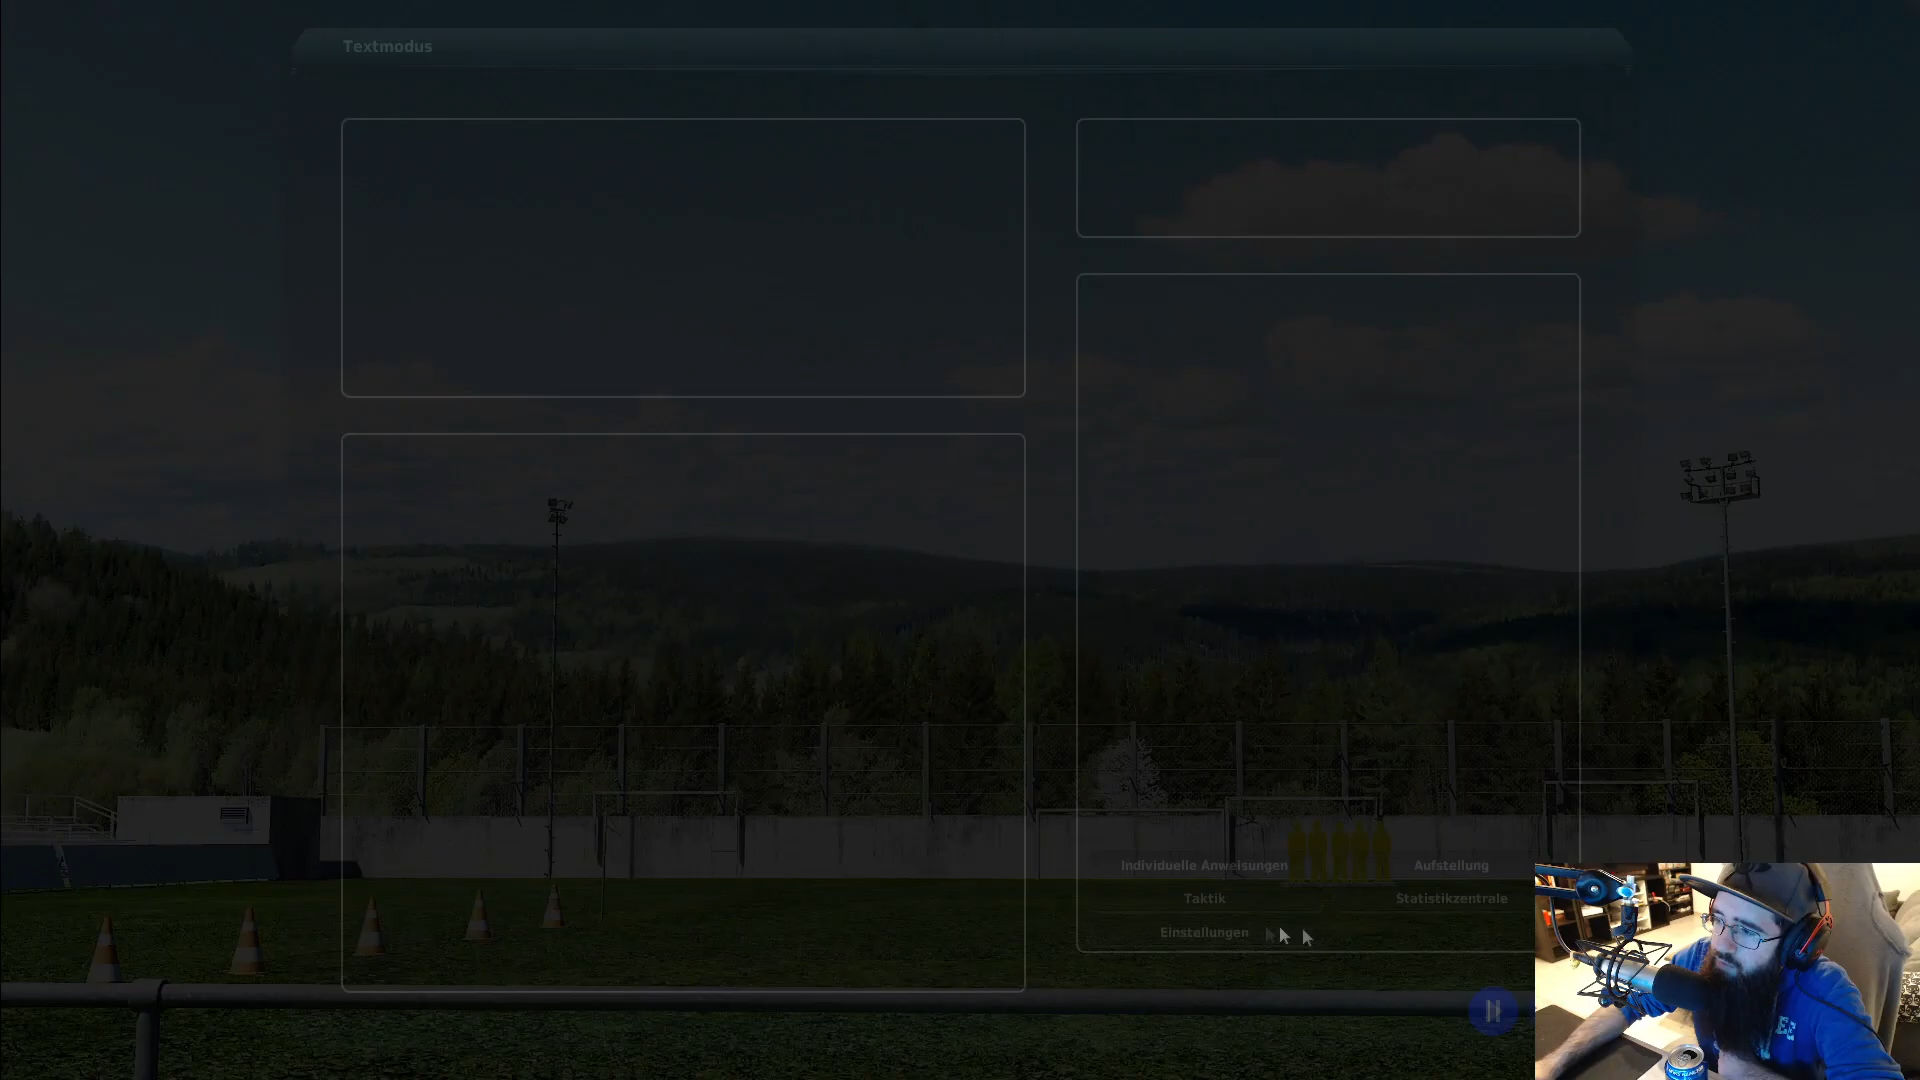 Textmodus
Individuelle Anweisungen
Aufstellung
Taktik
Statistikzentrale
Einstellungen